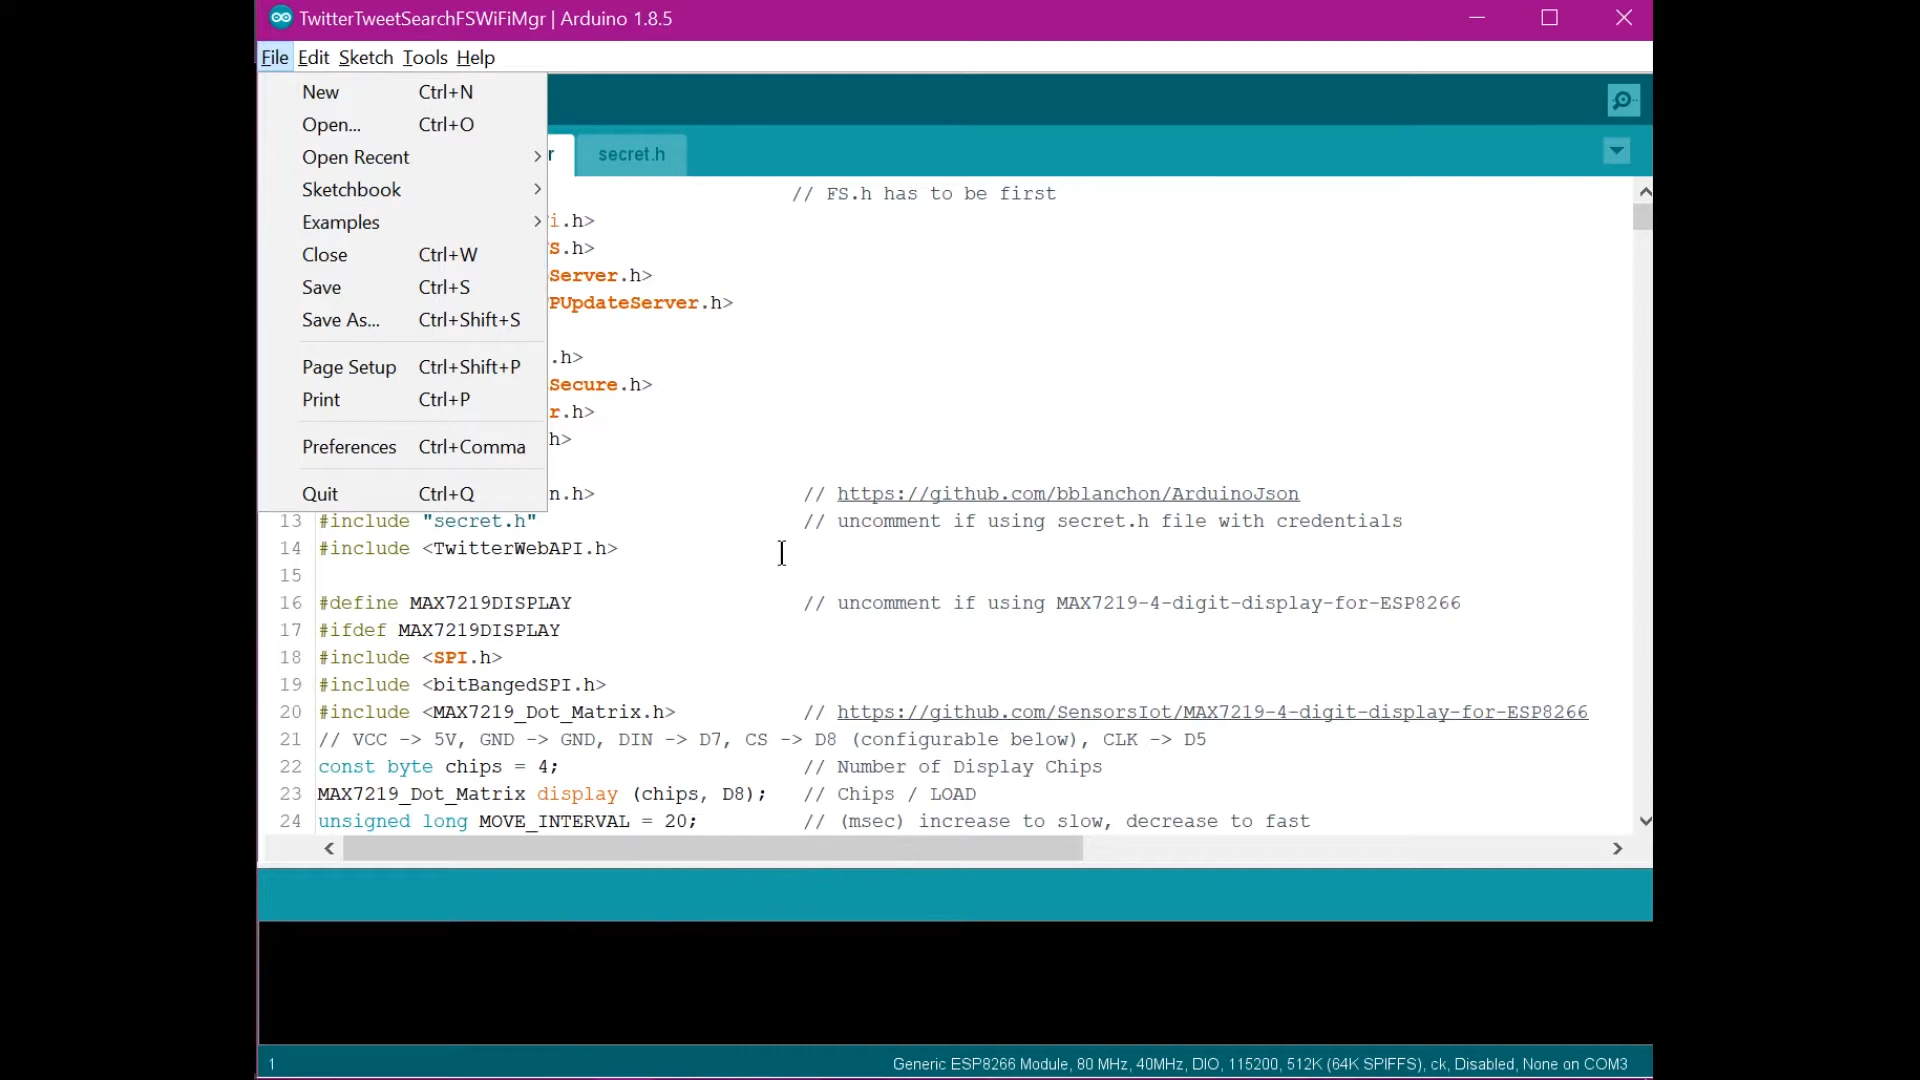 TwitterTweetSearchFSWiFiMgr | Arduino 1.8.5
File Edit Sketch Tools Help
New Ctrl+N
Open... Ctrl+O
Open Recent
Sketchbook
Examples
Close Ctrl+W
Save Ctrl+S
Save As... Ctrl+Shift+S
Page Setup Ctrl+Shift+P
Print Ctrl+P
Preferences Ctrl+Comma
Quit Ctrl+Q
r secret.h
// FS.h has to be first
i.h>
S.h>
Server.h>
PUpdateServer.h>
.h>
Secure.h>
r.h>
h>
n.h> // https://github.com/bblanchon/ArduinoJson
13 #include "secret.h" // uncomment if using secret.h file with credentials
14 #include <TwitterWebAPI.h>
15
16 #define MAX7219DISPLAY // uncomment if using MAX7219-4-digit-display-for-ESP8266
17 #ifdef MAX7219DISPLAY
18 #include <SPI.h>
19 #include <bitBangedSPI.h>
20 #include <MAX7219_Dot_Matrix.h> // https://github.com/SensorsIot/MAX7219-4-digit-display-for-ESP8266
21 // VCC -> 5V, GND -> GND, DIN -> D7, CS -> D8 (configurable below), CLK -> D5
22 const byte chips = 4; // Number of Display Chips
23 MAX7219_Dot_Matrix display (chips, D8); // Chips / LOAD
24 unsigned long MOVE_INTERVAL = 20; // (msec) increase to slow, decrease to fast
1 Generic ESP8266 Module, 80 MHz, 40MHz, DIO, 115200, 512K (64K SPIFFS), ck, Disabled, None on COM3